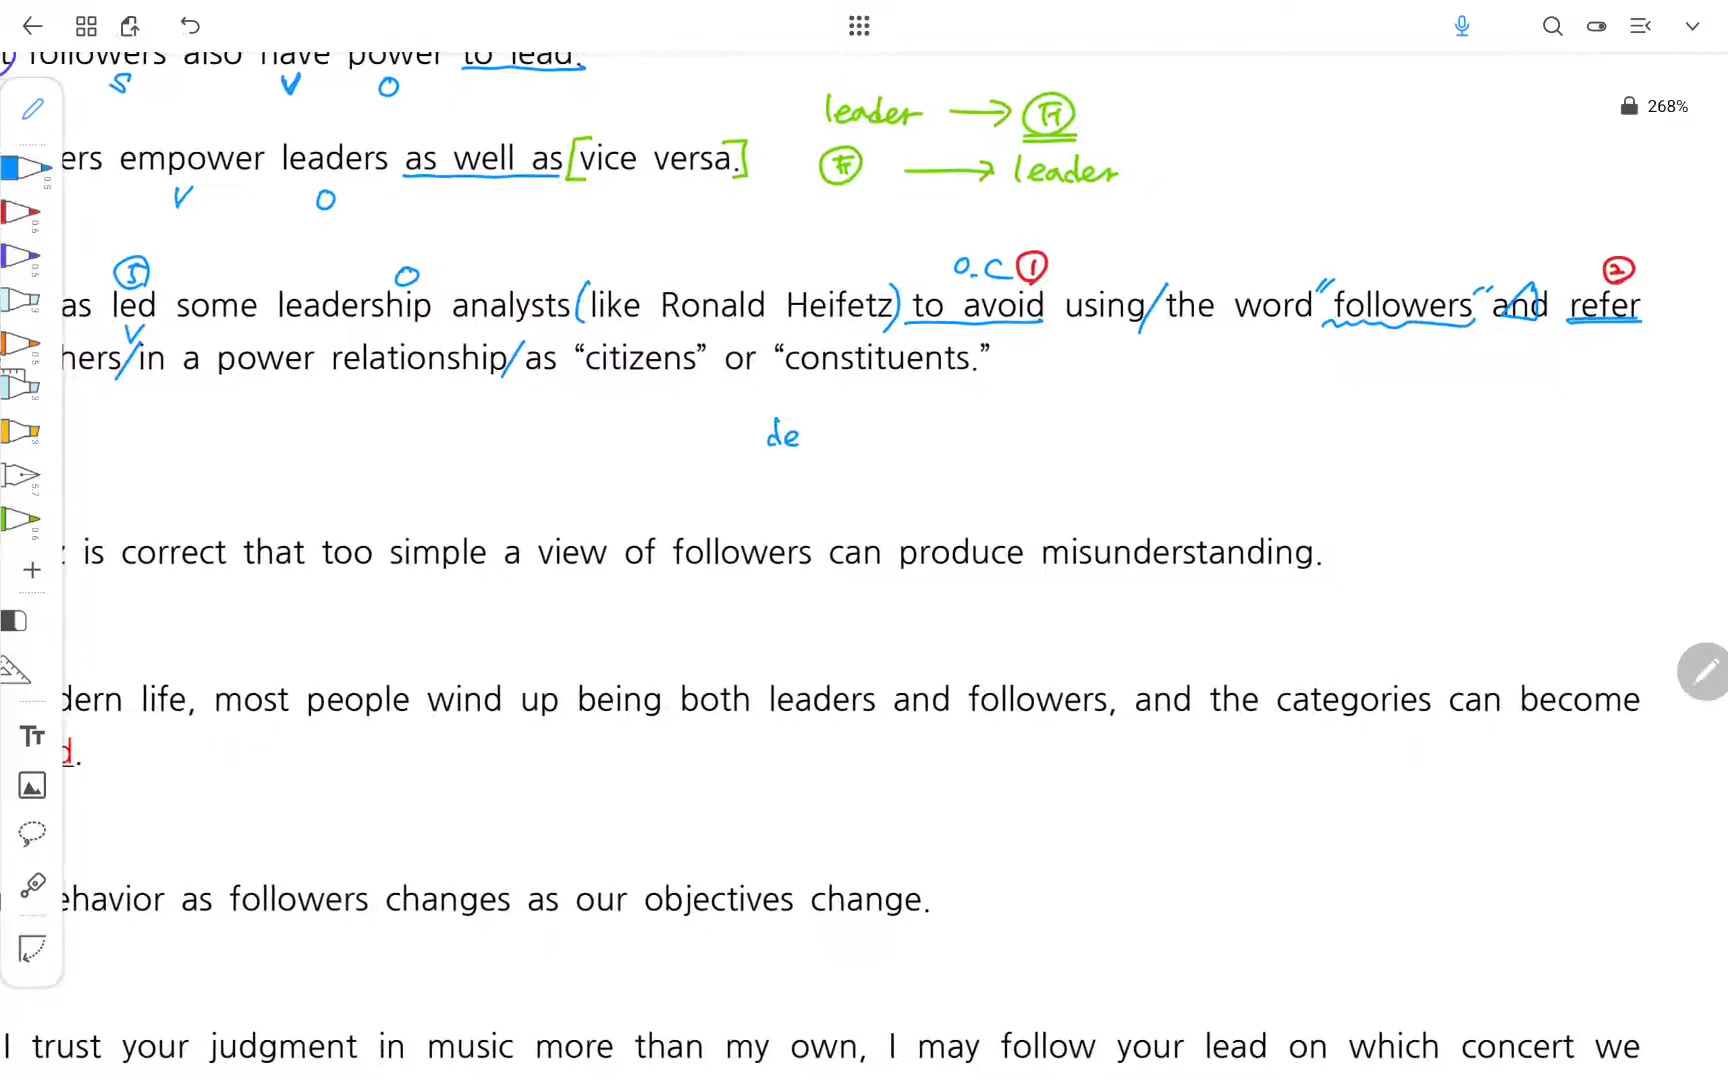 followers also have power to lead.
S V O
leader → Ⓕ
268%
ers empower leaders as well as [vice versa.]
Ⓕ → leader
V O
⑤ O O.C ① ②
as led some leadership analysts (like Ronald Heifetz) to avoid using / the word "followers" and refer
V
hers / in a power relationship / as “citizens” or “constituents.”
de
is correct that too simple a view of followers can produce misunderstanding.
dern life, most people wind up being both leaders and followers, and the categories can become
d.
ehavior as followers changes as our objectives change.
I trust your judgment in music more than my own, I may follow your lead on which concert we